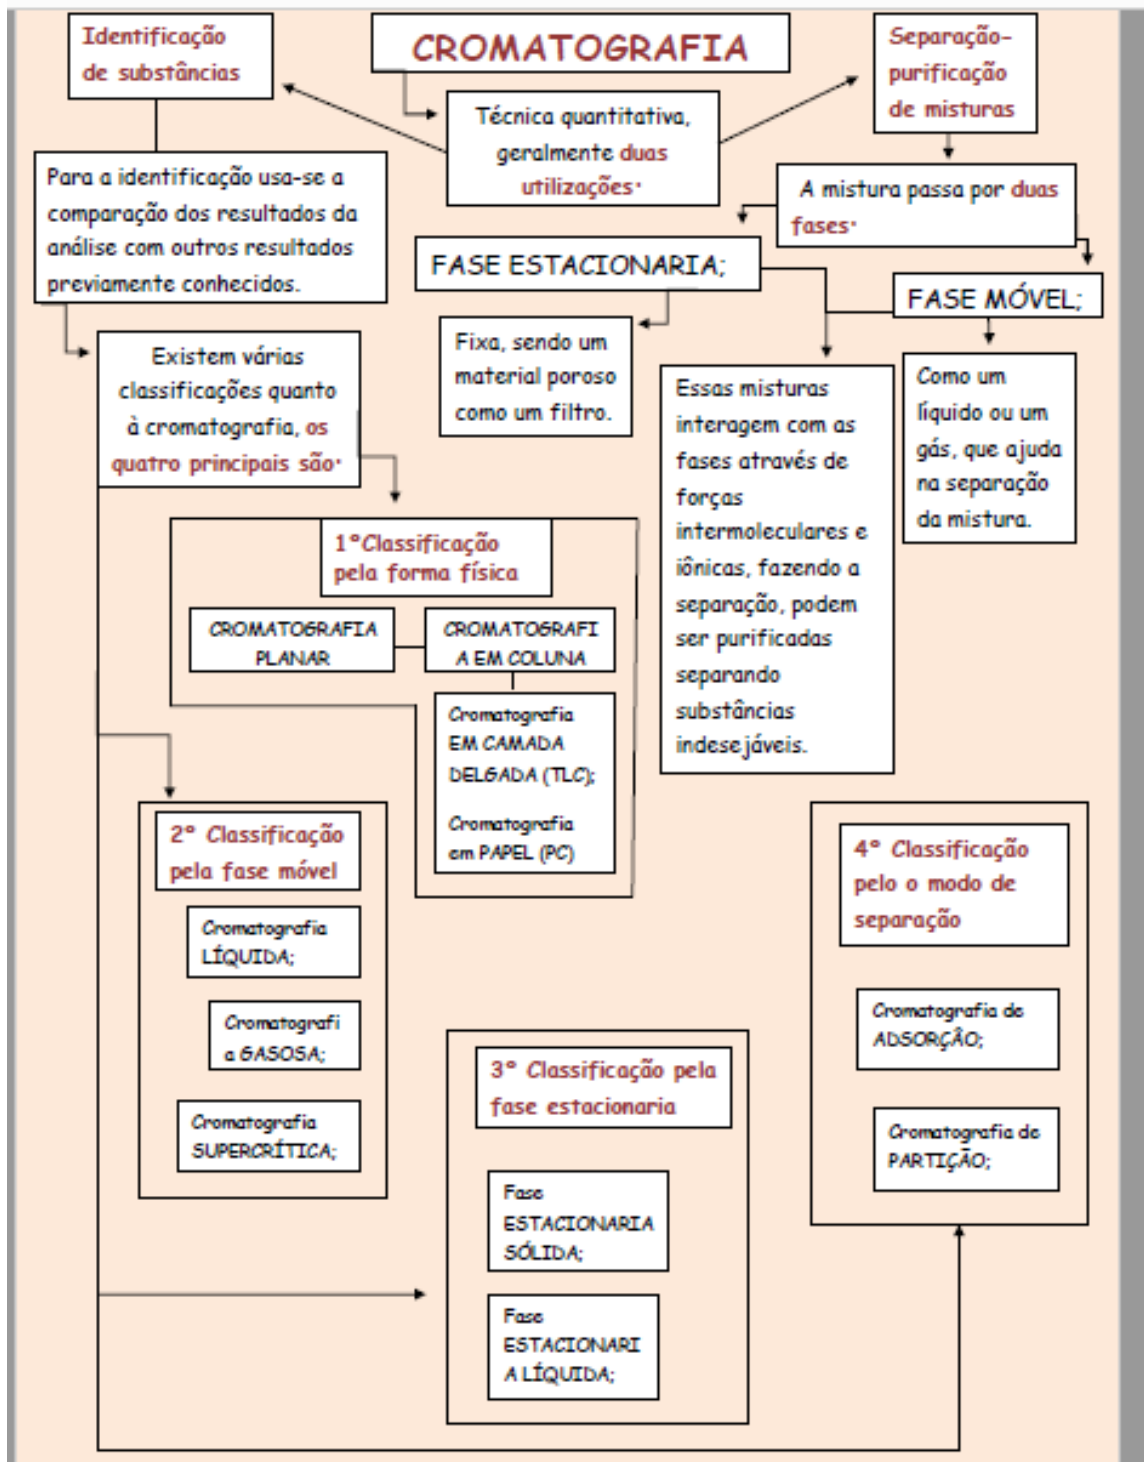 CROMATOGRAFIA
Identificação
de substâncias
Separação-
purificação
de misturas
Técnica quantitativa,
geralmente duas
utilizações·
Para a identificação usa-se a
comparação dos resultados da
análise com outros resultados
previamente conhecidos.
A mistura passa por duas
fases·
FASE ESTACIONARIA;
FASE MÓVEL;
Fixa, sendo um
material poroso
como um filtro.
Essas misturas
interagem com as
fases através de
forças
intermoleculares e
iônicas, fazendo a
separação, podem
ser purificadas
separando
substâncias
indesejáveis.
Como um
líquido ou um
gás, que ajuda
na separação
da mistura.
Existem várias
classificações quanto
à cromatografia, os
quatro principais são·
1ºClassificação
pela forma física
CROMATOGRAFIA
PLANAR
CROMATOGRAFI
A EM COLUNA
Cromatografia
EM CAMADA
DELGADA (TLC);
Cromatografia
em PAPEL (PC)
2º Classificação
pela fase móvel
Cromatografia
LÍQUIDA;
Cromatografi
a GASOSA;
Cromatografia
SUPERCRÍTICA;
3º Classificação pela
fase estacionaria
Fase
ESTACIONARIA
SÓLIDA;
Fase
ESTACIONARI
A LÍQUIDA;
4º Classificação
pelo o modo de
separação
Cromatografia de
ADSORÇÂO;
Cromatografia de
PARTIÇÃO;